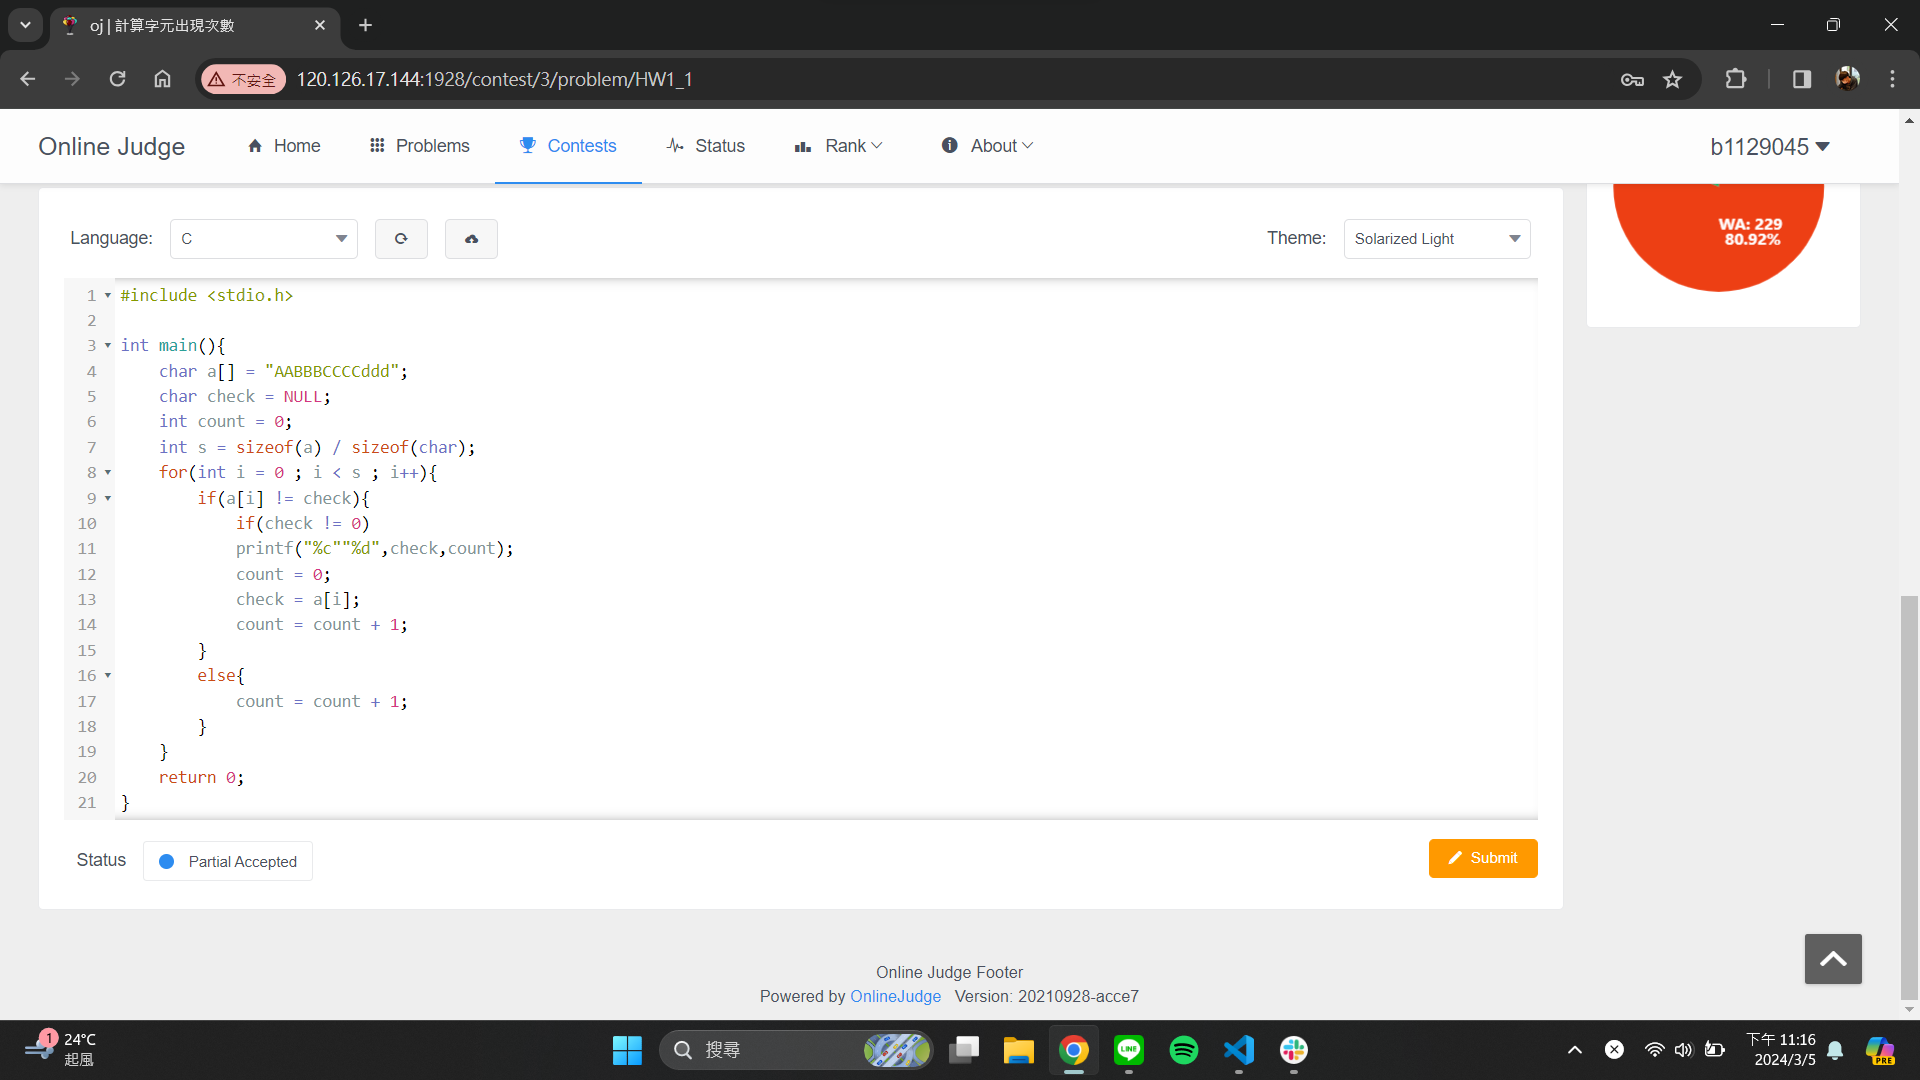 oj | 計算字元出現次數
不安全
120.126.17.144:1928/contest/3/problem/HW1_1
Online Judge
Home
Problems
Contests
Status
Rank
About
b1129045
Language:
C
Theme:
Solarized Light
WA: 229
80.92%
1 #include <stdio.h>
2
3 int main(){
4 char a[] = "AABBBCCCCddd";
5 char check = NULL;
6 int count = 0;
7 int s = sizeof(a) / sizeof(char);
8 for(int i = 0 ; i < s ; i++){
9 if(a[i] != check){
10 if(check != 0)
11 printf("%c""%d",check,count);
12 count = 0;
13 check = a[i];
14 count = count + 1;
15 }
16 else{
17 count = count + 1;
18 }
19 }
20 return 0;
21 }
Status
Partial Accepted
Submit
Online Judge Footer
Powered by OnlineJudge Version: 20210928-acce7
1
24°C
起風
搜尋
LINE
下午 11:16
2024/3/5
PRE